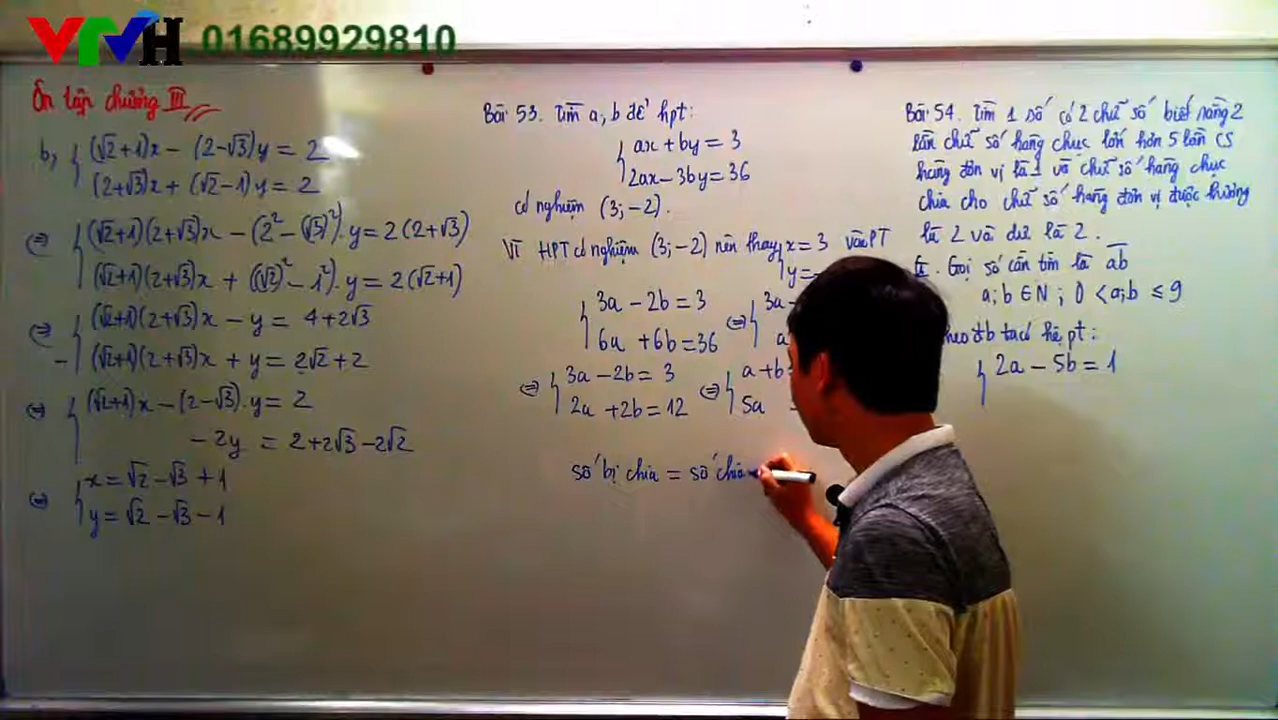 VTVH 01689929810
Ôn tập chương III
b, (√2+1)x - (2-√3)y = 2
(2+√3)x + (√2-1)y = 2
⇔ (√2+1)(2+√3)x - (2² - (√3)²).y = 2(2+√3)
(√2+1)(2+√3)x + ((√2)² - 1²).y = 2(√2+1)
⇔ (√2+1)(2+√3)x - y = 4+2√3
- (√2+1)(2+√3)x + y = 2√2+2
⇔ (√2+1)x - (2-√3).y = 2
-2y = 2+2√3-2√2
⇔ x = √2-√3+1
y = √2-√3-1
Bài 53. Tìm a, b để hpt:
ax + by = 3
2ax - 3by = 36
có nghiệm (3;-2).
Vì HPT có nghiệm (3;-2) nên thay x = 3 vào PT
y = -
3a - 2b = 3 ⇔ 3a -
6a + 6b = 36 a
⇔ 3a - 2b = 3 ⇔ a + b
2a + 2b = 12 5a
số bị chia = số chia
Bài 54. Tìm 1 số có 2 chữ số biết rằng 2
lần chữ số hàng chục lớn hơn 5 lần CS
hàng đơn vị là 1 và chữ số hàng chục
chia cho chữ số hàng đơn vị được thương
là 2 và dư là 2.
Gọi số cần tìm là ab
a;b ∈ N ; 0 < a;b ≤ 9
heo đb ta có hệ pt:
2a - 5b = 1